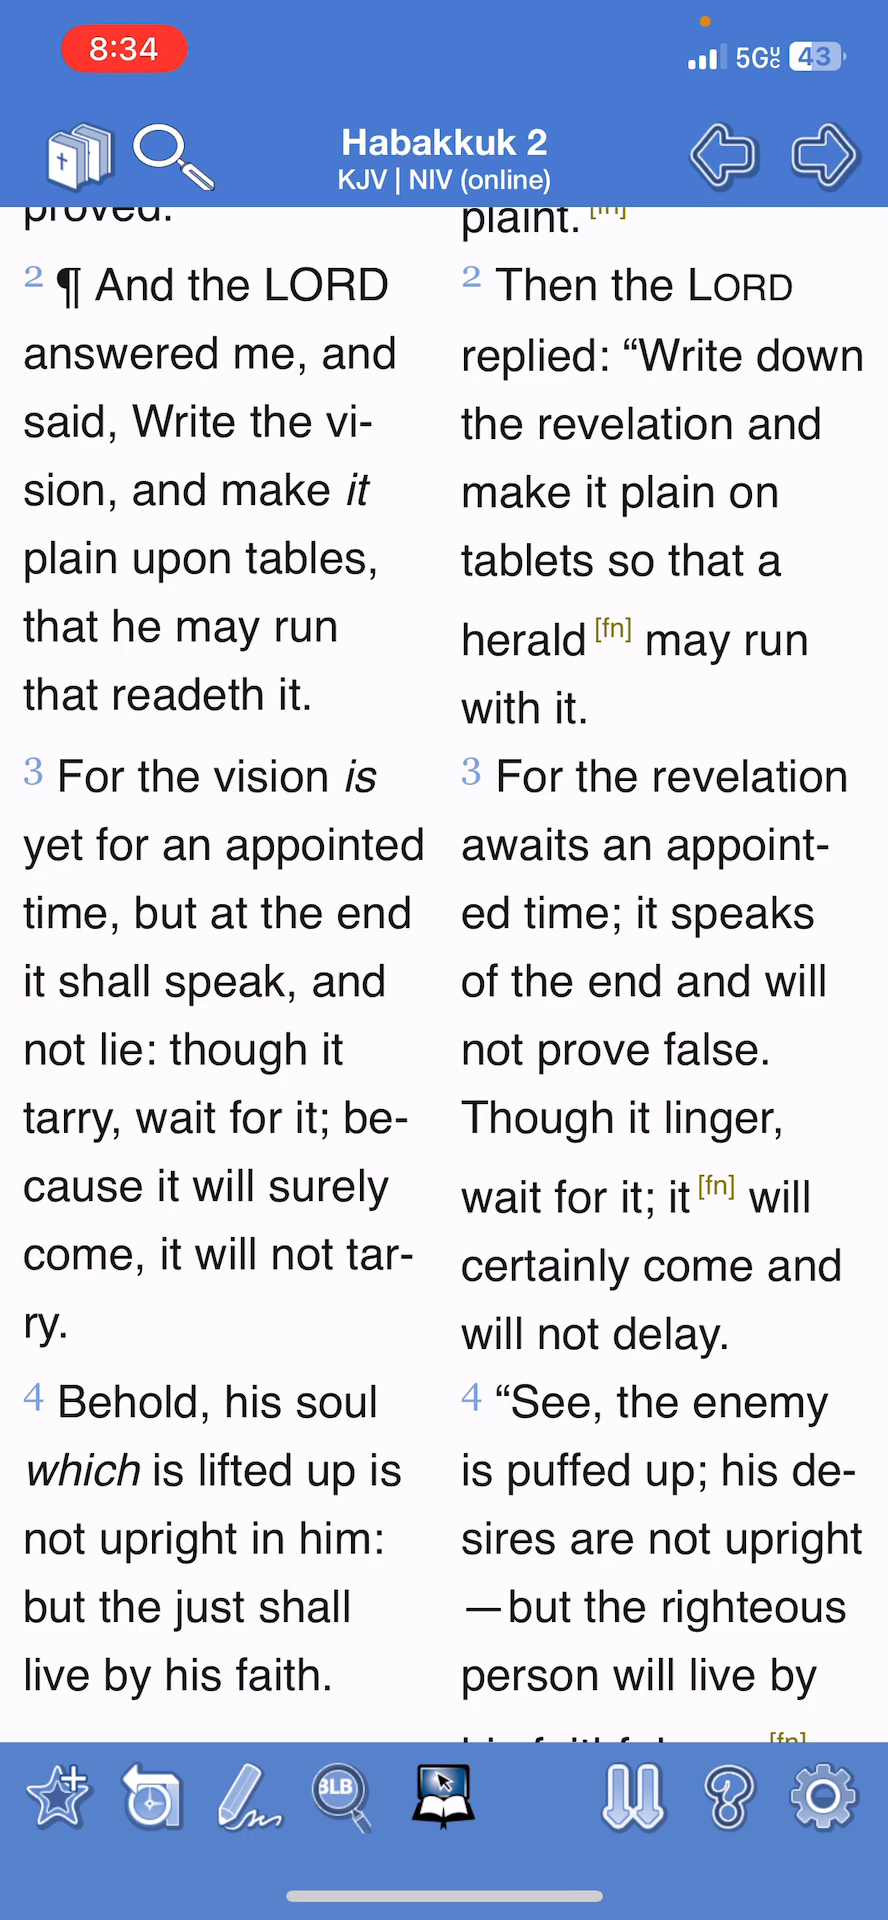 8:34
5G UC 43
Habakkuk 2
KJV | NIV (online)
proved.
2 ¶ And the LORD
answered me, and
said, Write the vi-
sion, and make it
plain upon tables,
that he may run
that readeth it.
3 For the vision is
yet for an appointed
time, but at the end
it shall speak, and
not lie: though it
tarry, wait for it; be-
cause it will surely
come, it will not tar-
ry.
4 Behold, his soul
which is lifted up is
not upright in him:
but the just shall
live by his faith.
plaint. [fn]
2 Then the LORD
replied: “Write down
the revelation and
make it plain on
tablets so that a
herald [fn] may run
with it.
3 For the revelation
awaits an appoint-
ed time; it speaks
of the end and will
not prove false.
Though it linger,
wait for it; it [fn] will
certainly come and
will not delay.
4 “See, the enemy
is puffed up; his de-
sires are not upright
—but the righteous
person will live by
[fn]
BLB